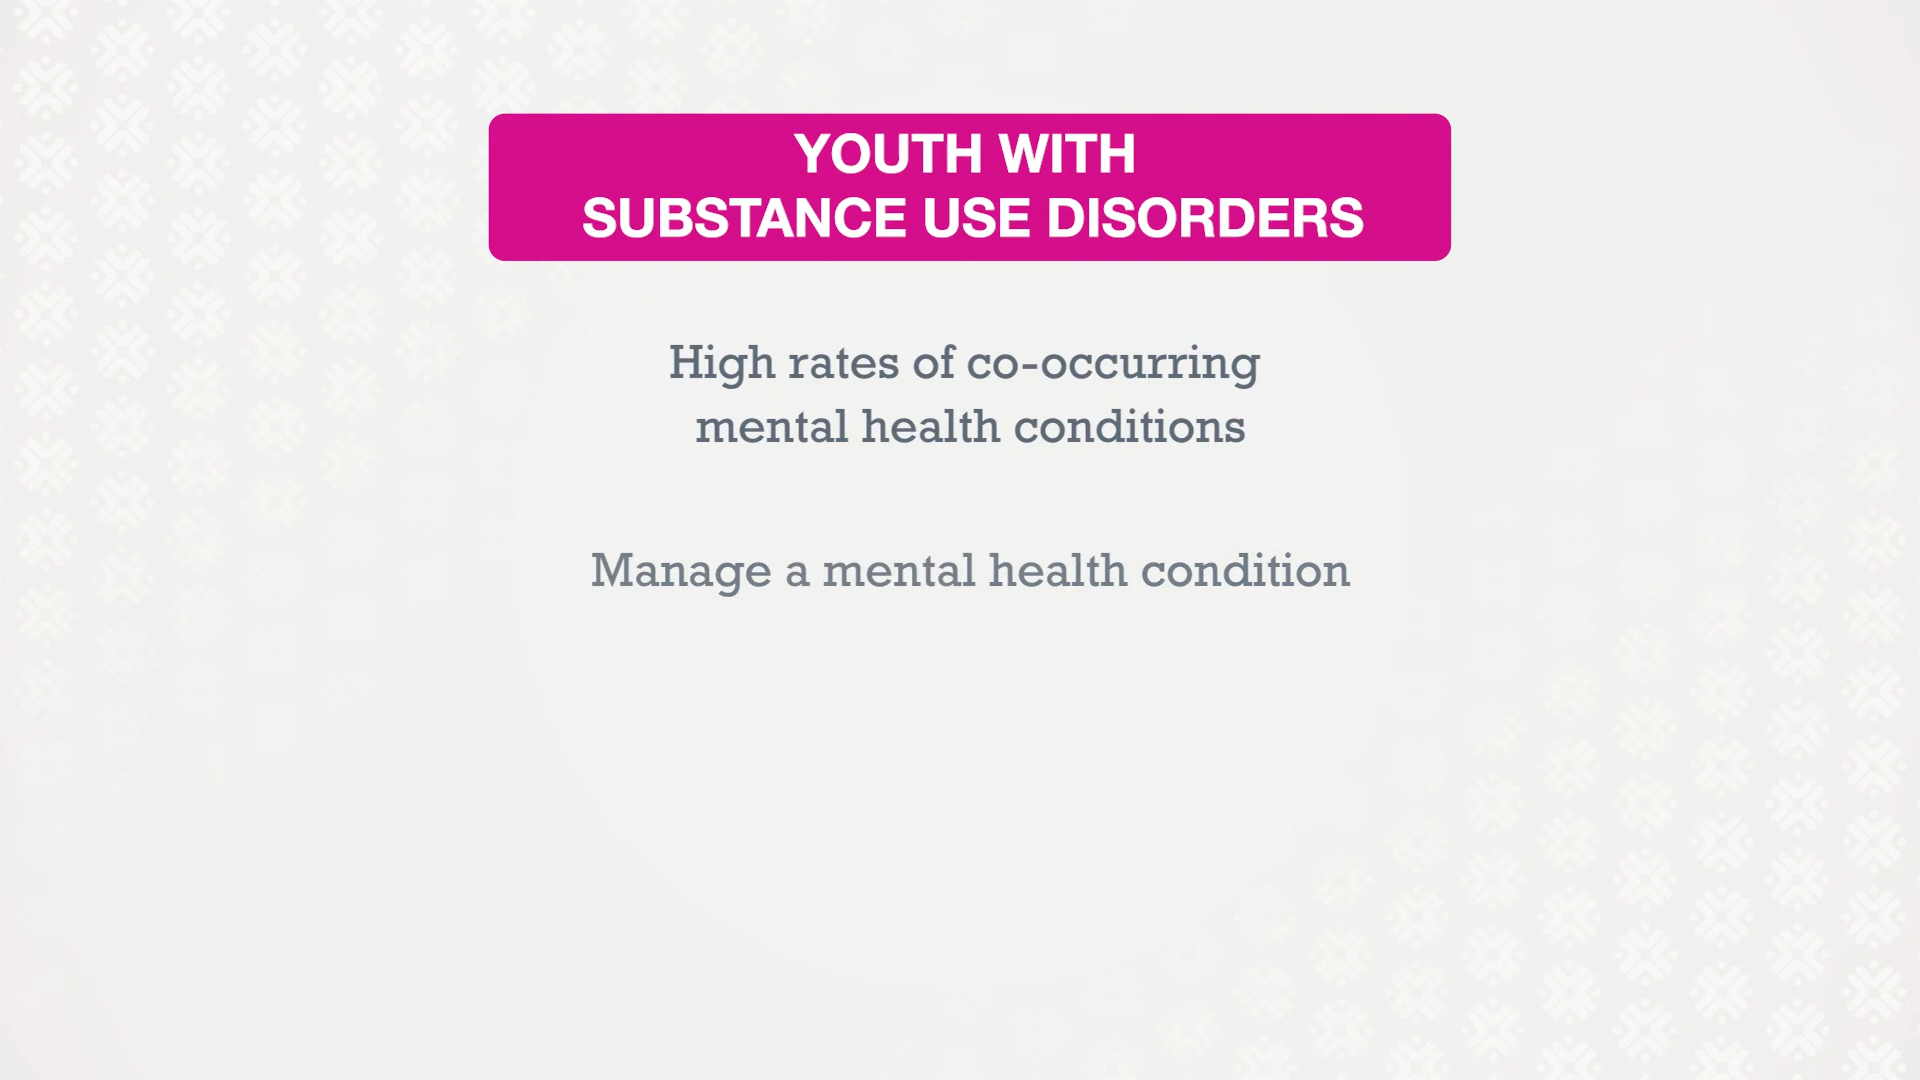 YOUTH WITH
SUBSTANCE USE DISORDERS
High rates of co-occurring
mental health conditions
Manage a mental health condition